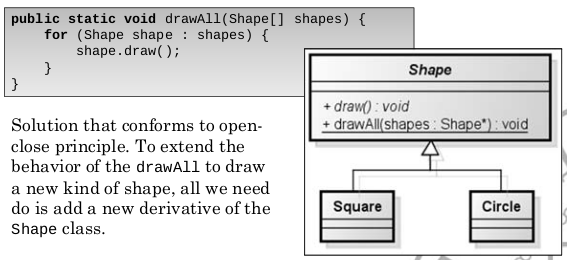 public static void drawAll(Shape[] shapes) {
for (Shape shape : shapes) {
shape.draw();
}
}
Shape
+ draw() : void
+ drawAll(shapes : Shape*) : void
Square
Circle
Solution that conforms to open-
close principle. To extend the
behavior of the drawAll to draw
a new kind of shape, all we need
do is add a new derivative of the
Shape class.